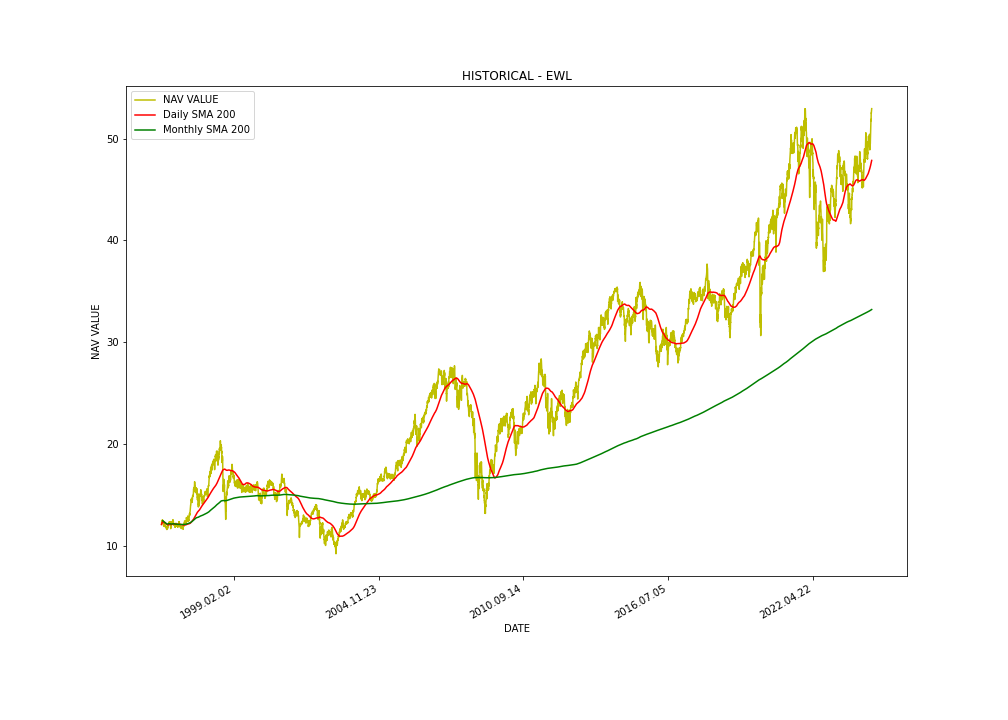 HISTORICAL - EWL
NAV VALUE
Daily SMA 200
Monthly SMA 200
NAV VALUE
50
40
30
20
10
1999.02.02
2004.11.23
2010.09.14
2016.07.05
2022.04.22
DATE